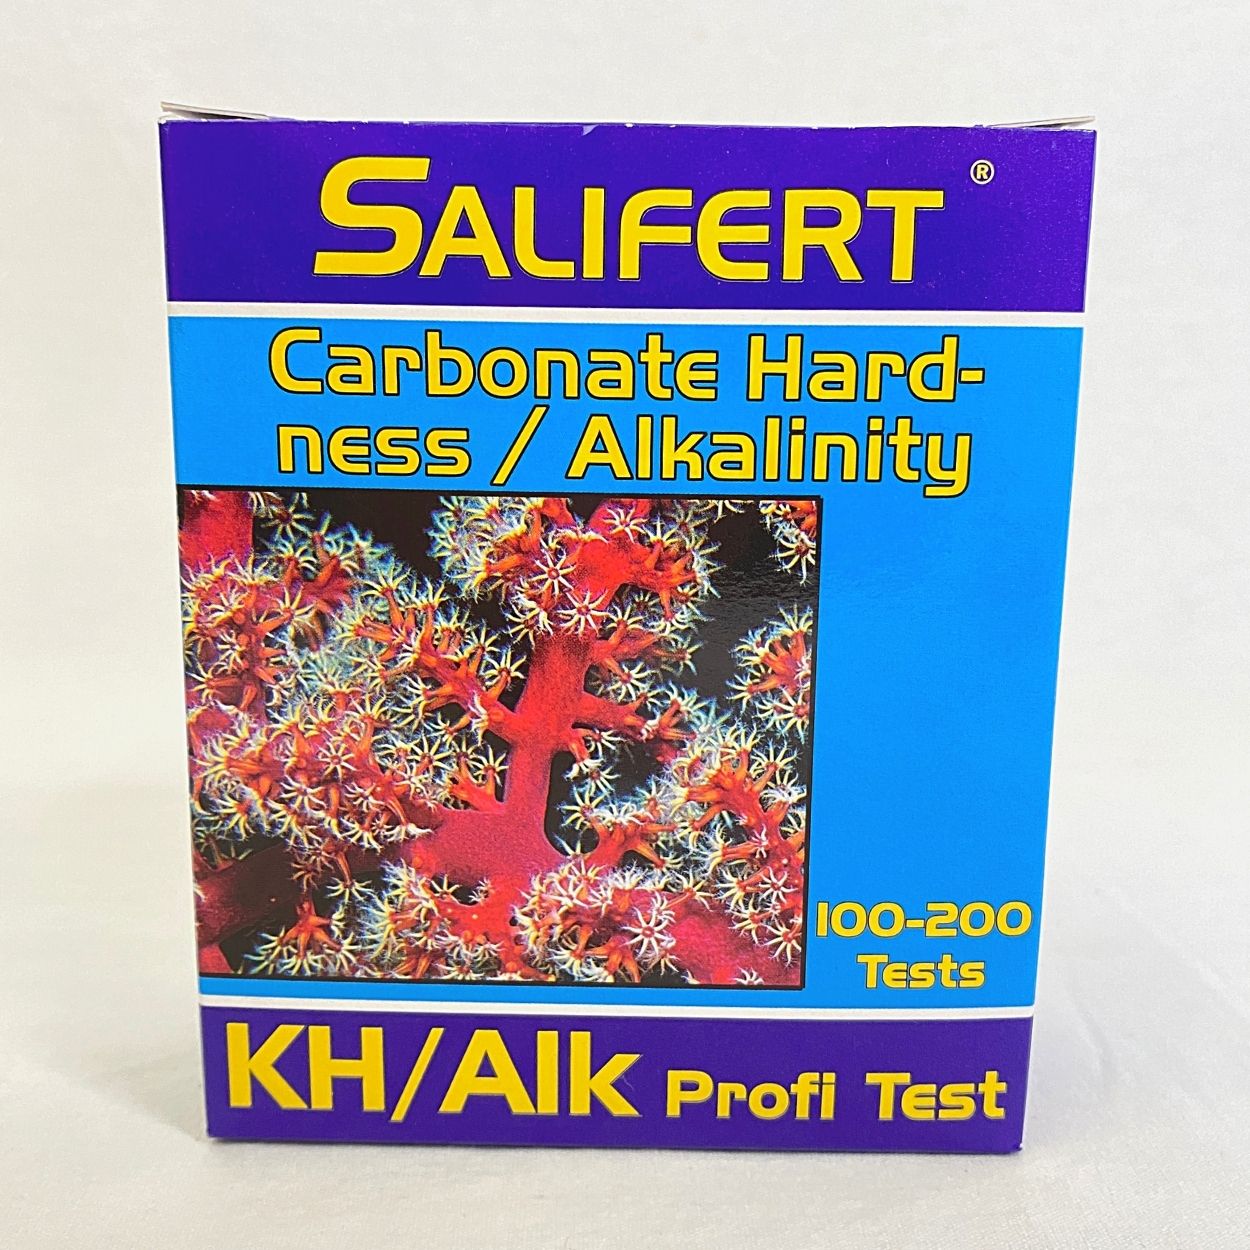 SALIFERT®
Carbonate Hard-
ness / Alkalinity
100-200
Tests
KH/Alk Profi Test